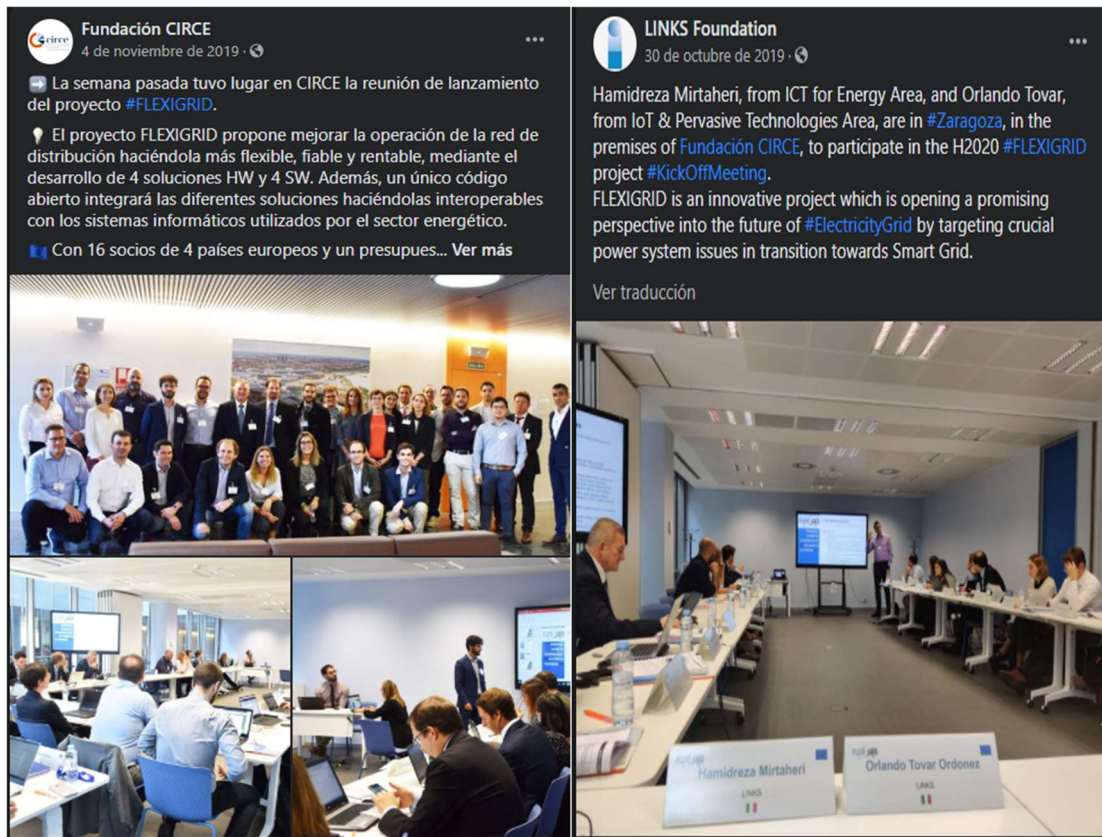 Fundación CIRCE
4 de noviembre de 2019
La semana pasada tuvo lugar en CIRCE la reunión de lanzamiento
del proyecto #FLEXIGRID.
El proyecto FLEXIGRID propone mejorar la operación de la red de
distribución haciéndola más flexible, fiable y rentable, mediante el
desarrollo de 4 soluciones HW y 4 SW. Además, un único código
abierto integrará las diferentes soluciones haciéndolas interoperables
con los sistemas informáticos utilizados por el sector energético.
Con 16 socios de 4 países europeos y un presupues... Ver más
circe
LINKS Foundation
30 de octubre de 2019
Hamidreza Mirtaheri, from ICT for Energy Area, and Orlando Tovar,
from IoT & Pervasive Technologies Area, are in #Zaragoza, in the
premises of Fundación CIRCE, to participate in the H2020 #FLEXIGRID
project #KickOffMeeting.
FLEXIGRID is an innovative project which is opening a promising
perspective into the future of #ElectricityGrid by targeting crucial
power system issues in transition towards Smart Grid.
Ver traducción
Hamidreza Mirtaheri
LINKS
Orlando Tovar Ordonez
LINKS